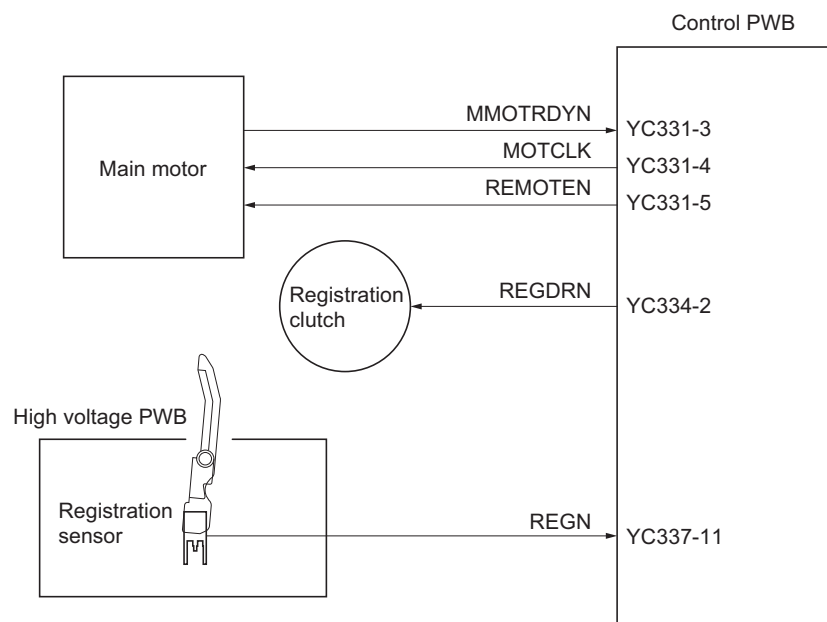 Control PWB
MMOTRDYN
YC331-3
Main motor
MOTCLK
YC331-4
REMOTEN
YC331-5
Registration
clutch
REGDRN
YC334-2
High voltage PWB
Registration
sensor
REGN
YC337-11